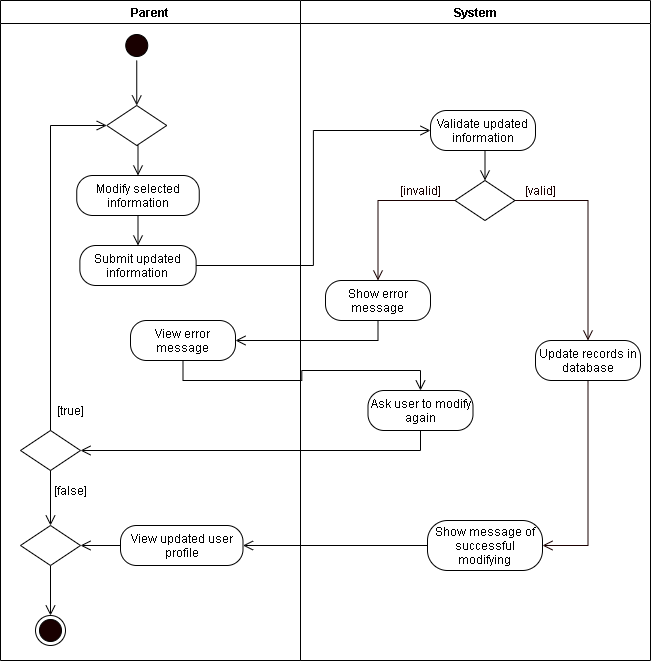 Parent
System
Validate updated
information
[invalid]
[valid]
Modify selected
information
Submit updated
information
Show error
message
View error
message
Update records in
database
Ask user to modify
again
[true]
[false]
View updated user
profile
Show message of
successful
modifying